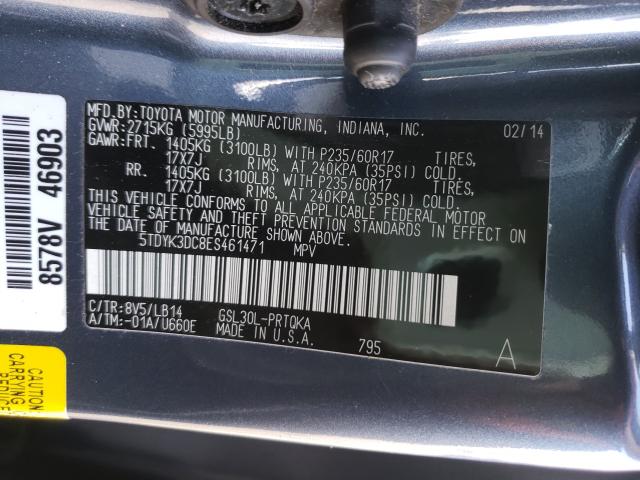 MFD.BY:TOYOTA MOTOR MANUFACTURING, INDIANA, INC. 02/14
GVWR:2715KG (5995LB)
GAWR:FRT. 1405KG (3100LB) WITH P235/60R17 TIRES,
17X7J RIMS, AT 240KPA (35PSI) COLD.
RR. 1405KG (3100LB) WITH P235/60R17 TIRES,
17X7J RIMS, AT 240KPA (35PSI) COLD.
THIS VEHICLE CONFORMS TO ALL APPLICABLE FEDERAL MOTOR
VEHICLE SAFETY AND THEFT PREVENTION STANDARDS IN EFFECT ON
THE DATE OF MANUFACTURE SHOWN ABOVE.
5TDYK3DC8ES461471 MPV
C/TR:8V5/LB14 GSL30L-PRTQKA
A/TM:-01A/U660E MADE IN U.S.A. 795 A
8578V 46903
CAUTION
CARRYING
REDUCE